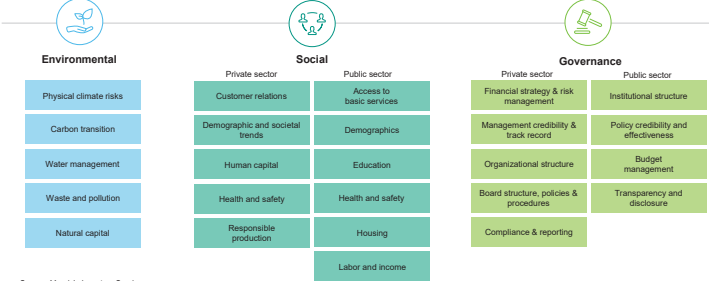 Environmental
Physical climate risks
Carbon transition
Water management
Waste and pollution
Natural capital
Social
Private sector
Customer relations
Demographic and societal
trends
Human capital
Health and safety
Responsible
production
Public sector
Access to
basic services
Demographics
Education
Health and safety
Housing
Labor and income
Governance
Private sector
Financial strategy & risk
management
Management credibility &
track record
Organizational structure
Board structure, policies &
procedures
Compliance & reporting
Public sector
Institutional structure
Policy credibility and
effectiveness
Budget
management
Transparency and
disclosure